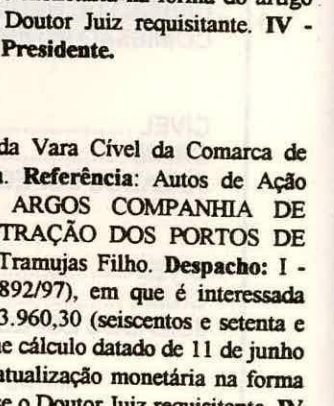 Doutor Juiz requisitante. IV -
Presidente.
da Vara Cível da Comarca de
Referência: Autos de Ação
ARGOS COMPANHIA DE
TRAÇÃO DOS PORTOS DE
Tramujas Filho. Despacho: I -
892/97), em que é interessada
3.960,30 (seiscentos e setenta e
e cálculo datado de 11 de junho
atualização monetária na forma
e o Doutor Juiz requisitante. IV